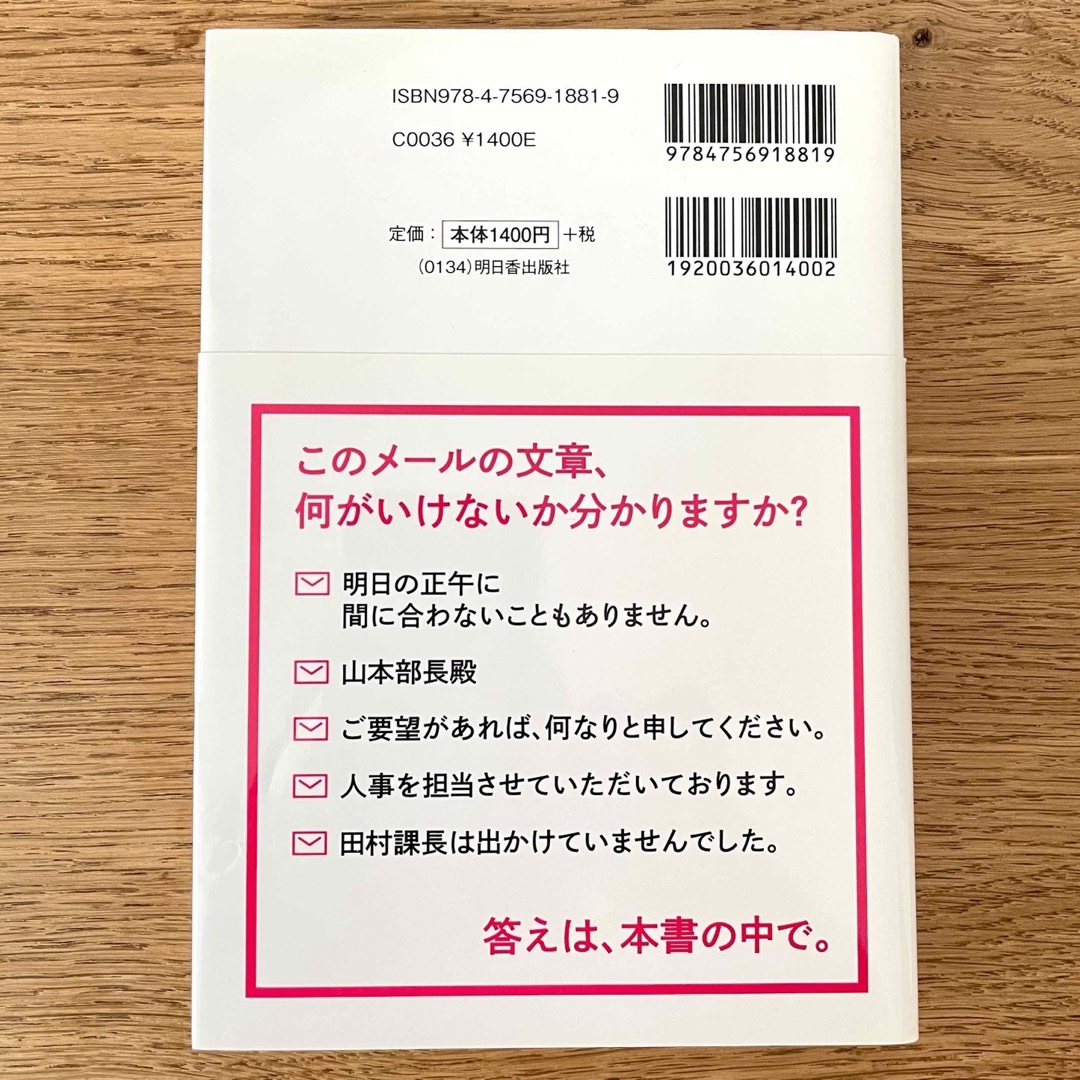 ISBN978-4-7569-1881-9
C0036 ¥1400E
9784756918819
定価：本体1400円+税
(0134)明日香出版社
1920036014002
このメールの文章、
何がいけないか分かりますか?
明日の正午に
間に合わないこともありません。
山本部長殿
ご要望があれば、何なりと申してください。
人事を担当させていただいております。
田村課長は出かけていませんでした。
答えは、本書の中で。